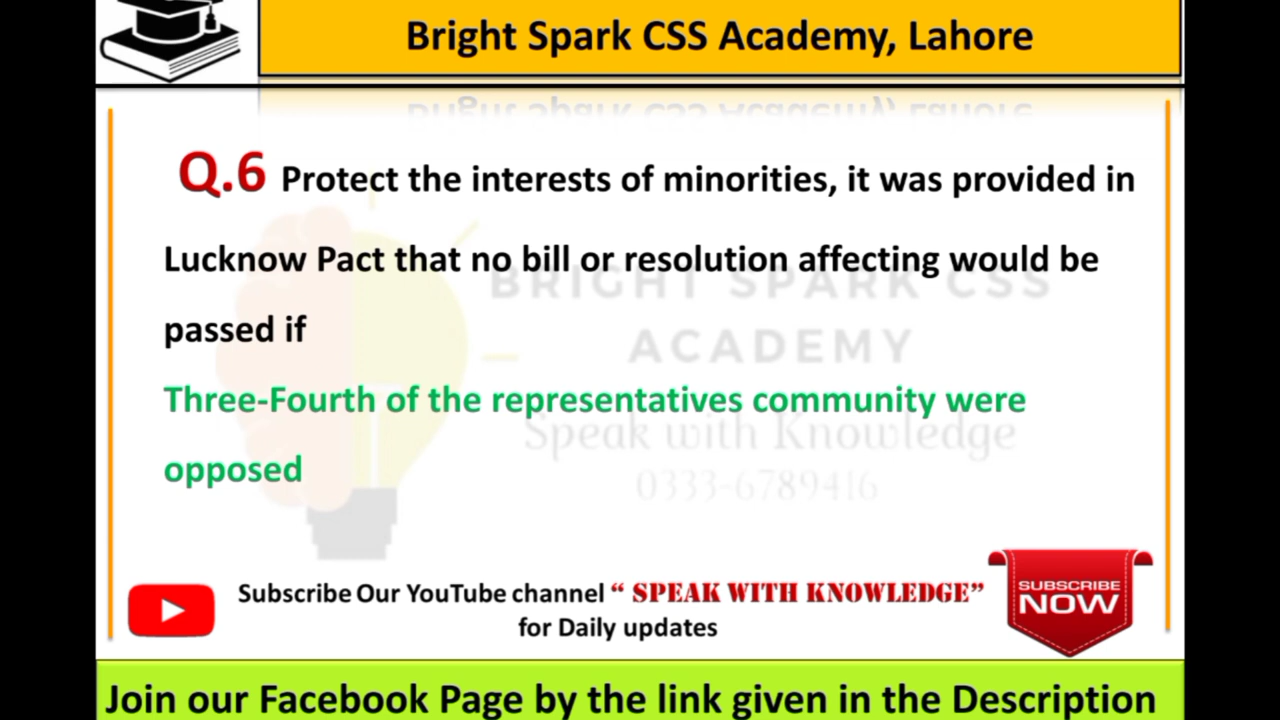 Bright Spark CSS Academy, Lahore
Q.6 Protect the interests of minorities, it was provided in
Lucknow Pact that no bill or resolution affecting would be
passed if
Three-Fourth of the representatives community were
opposed
BRIGHT SPARK CSS
ACADEMY
Speak with Knowledge
0333-6789416
Subscribe Our YouTube channel “ SPEAK WITH KNOWLEDGE”
for Daily updates
SUBSCRIBE
NOW
Join our Facebook Page by the link given in the Description